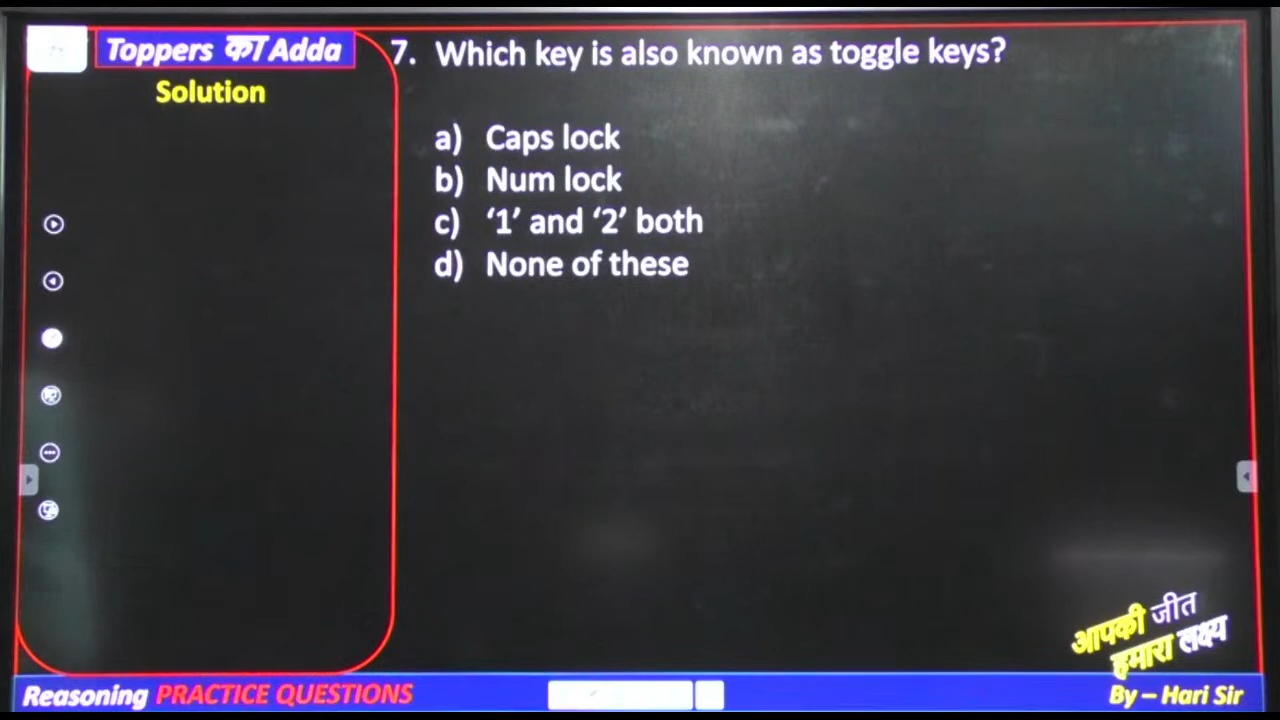 Toppers का Adda
Solution
7. Which key is also known as toggle keys?
a) Caps lock
b) Num lock
c) ‘1’ and ‘2’ both
d) None of these
आपकी जीत
हमारा लक्ष्य
Reasoning PRACTICE QUESTIONS
By – Hari Sir